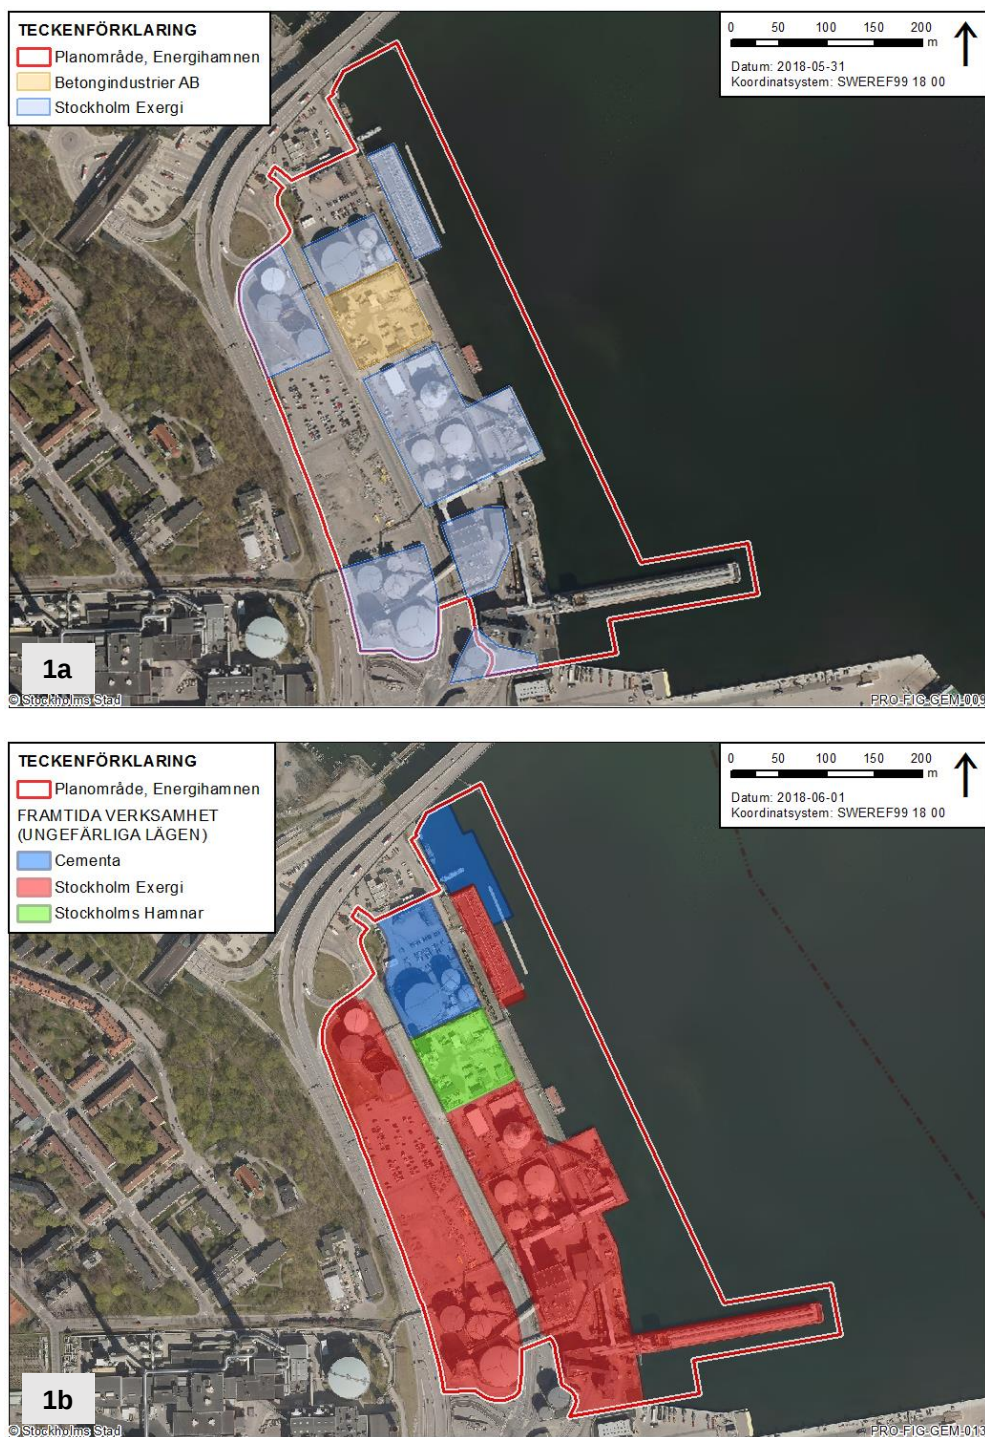 TECKENFÖRKLARING
Planområde, Energihamnen
Betongindustrier AB
Stockholm Exergi
0 50 100 150 200
m
Datum: 2018-05-31
Koordinatsystem: SWEREF99 18 00
1a
© Stockholms Stad
PRO-FIG-GEM-009
TECKENFÖRKLARING
Planområde, Energihamnen
FRAMTIDA VERKSAMHET
(UNGEFÄRLIGA LÄGEN)
Cementa
Stockholm Exergi
Stockholms Hamnar
0 50 100 150 200
m
Datum: 2018-06-01
Koordinatsystem: SWEREF99 18 00
1b
© Stockholms Stad
PRO-FIG-GEM-013